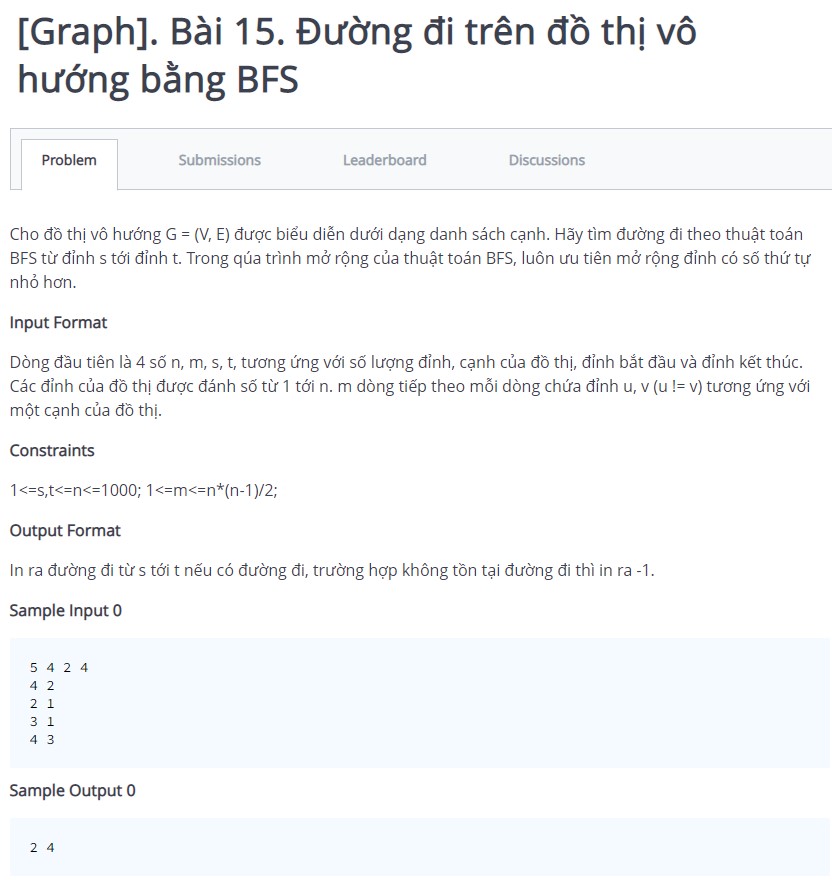 [Graph]. Bài 15. Đường đi trên đồ thị vô
hướng bằng BFS
Problem
Submissions
Leaderboard
Discussions
Cho đồ thị vô hướng G = (V, E) được biểu diễn dưới dạng danh sách cạnh. Hãy tìm đường đi theo thuật toán
BFS từ đỉnh s tới đỉnh t. Trong qúa trình mở rộng của thuật toán BFS, luôn ưu tiên mở rộng đỉnh có số thứ tự
nhỏ hơn.
Input Format
Dòng đầu tiên là 4 số n, m, s, t, tương ứng với số lượng đỉnh, cạnh của đồ thị, đỉnh bắt đầu và đỉnh kết thúc.
Các đỉnh của đồ thị được đánh số từ 1 tới n. m dòng tiếp theo mỗi dòng chứa đỉnh u, v (u != v) tương ứng với
một cạnh của đồ thị.
Constraints
1<=s,t<=n<=1000; 1<=m<=n*(n-1)/2;
Output Format
In ra đường đi từ s tới t nếu có đường đi, trường hợp không tồn tại đường đi thì in ra -1.
Sample Input 0
5 4 2 4
4 2
2 1
3 1
4 3
Sample Output 0
2 4